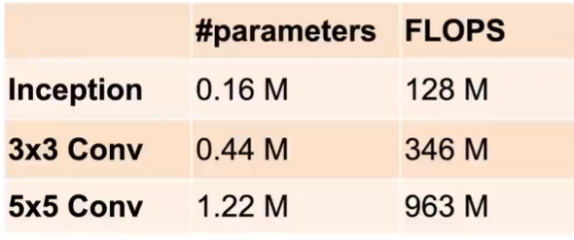 #parameters FLOPS
Inception 0.16 M 128 M
3x3 Conv 0.44 M 346 M
5x5 Conv 1.22 M 963 M